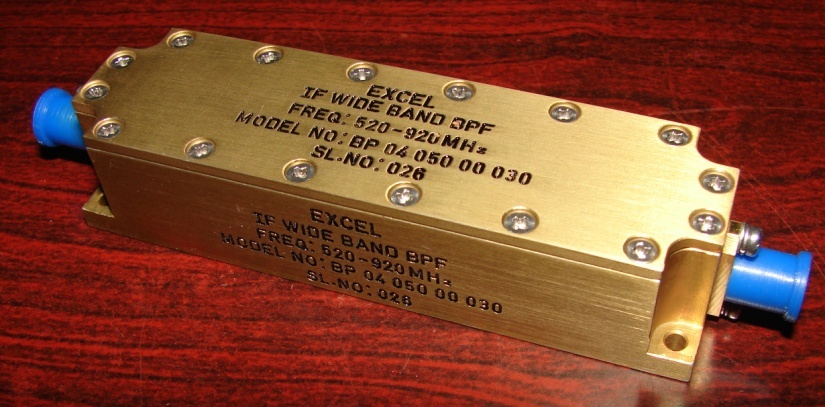 EXCEL
IF WIDE BAND BPF
FREQ: 520-920MHz
MODEL NO: BP 04 050 00 030
SL.NO: 026
EXCEL
IF WIDE BAND BPF
FREQ: 520-920MHz
MODEL NO: BP 04 050 00 030
SL.NO: 026